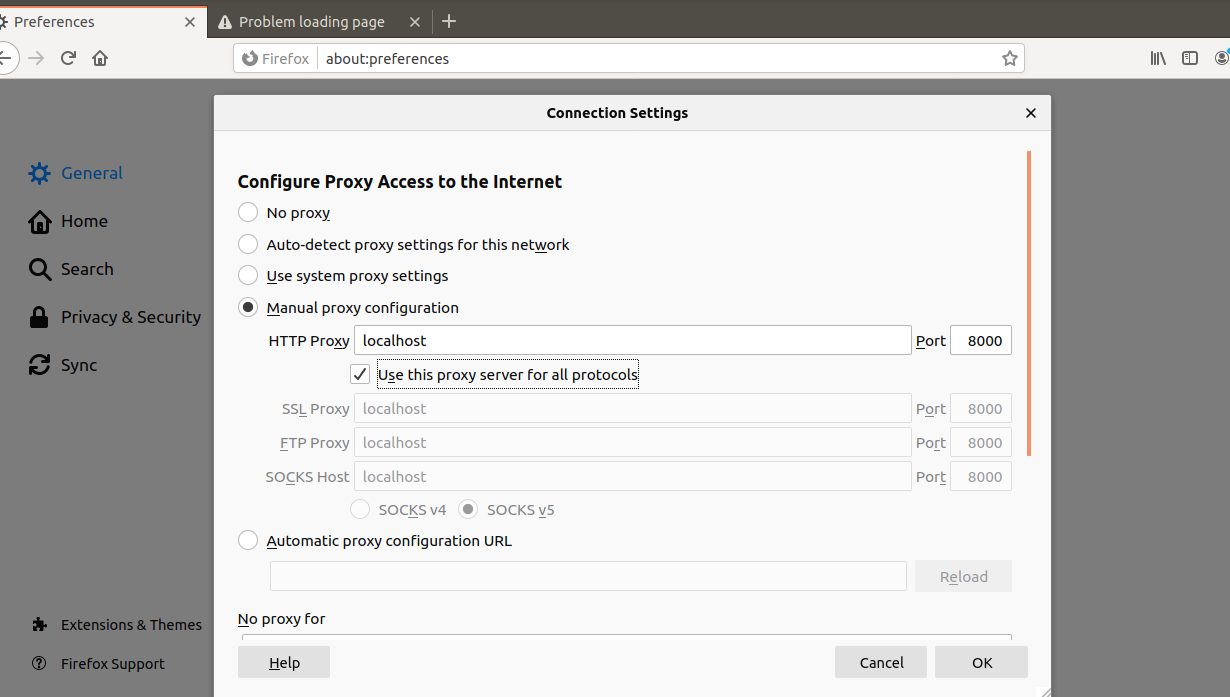 Preferences
Problem loading page
Firefox
about:preferences
Connection Settings
General
Home
Search
Privacy & Security
Sync
Extensions & Themes
Firefox Support
Configure Proxy Access to the Internet
No proxy
Auto-detect proxy settings for this network
Use system proxy settings
Manual proxy configuration
HTTP Proxy localhost Port 8000
Use this proxy server for all protocols
SSL Proxy localhost Port 8000
FTP Proxy localhost Port 8000
SOCKS Host localhost Port 8000
SOCKS v4 SOCKS v5
Automatic proxy configuration URL
Reload
No proxy for
Help Cancel OK